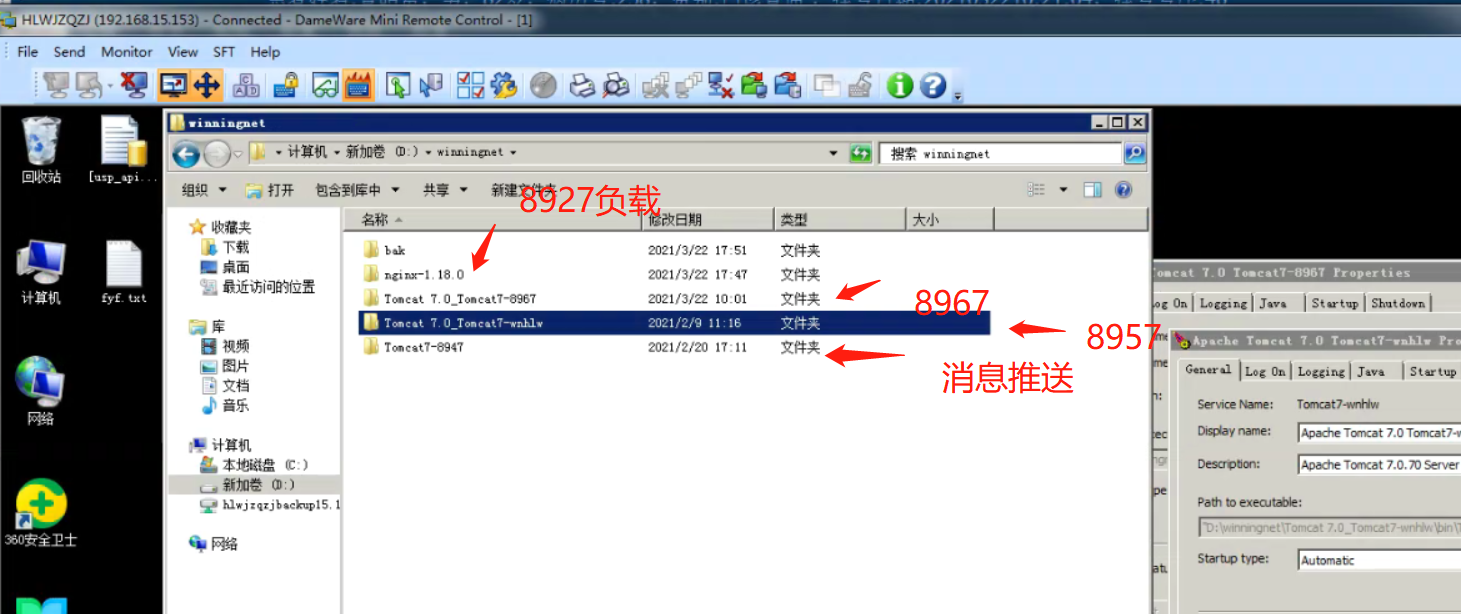 HLWJZQZJ (192.168.15.153) - Connected - DameWare Mini Remote Control - [1]
File Send Monitor View SFT Help
winningnet
计算机 新加卷 (D:) winningnet
搜索 winningnet
组织 打开 包含到库中 共享 新建文件夹
8927负载
名称 修改日期 类型 大小
bak 2021/3/22 17:51 文件夹
nginx-1.18.0 2021/3/22 17:47 文件夹
Tomcat 7.0_Tomcat7-8967 2021/3/22 10:01 文件夹
8967
Tomcat 7.0_Tomcat7-wnhlw 2021/2/9 11:16 文件夹
8957
Tomcat7-8947 2021/2/20 17:11 文件夹
消息推送
收藏夹
下载
桌面
最近访问的位置
库
视频
图片
文档
音乐
计算机
本地磁盘 (C:)
新加卷 (D:)
hlwjzqzjbackup15.1
网络
回收站
[usp_api...
计算机
fyf.txt
网络
360安全卫士
omcat 7.0 Tomcat7-8967 Properties
og On Logging Java Startup Shutdown
Apache Tomcat 7.0 Tomcat7-wnhlw Pro
General Log On Logging Java Startup
Service Name: Tomcat7-wnhlw
Display name: Apache Tomcat 7.0 Tomcat7-w
Description: Apache Tomcat 7.0.70 Server
Path to executable:
"D:\winningnet\Tomcat 7.0_Tomcat7-wnhlw\bin\T
Startup type: Automatic